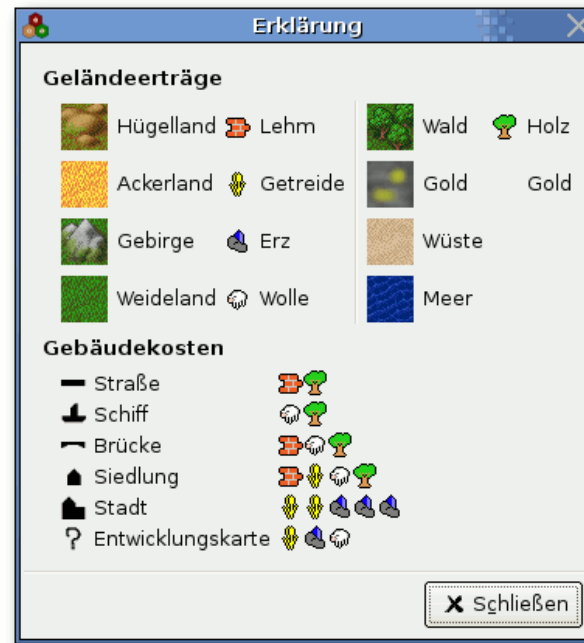 Erklärung
Geländeerträge
Hügelland Lehm Wald Holz
Ackerland Getreide Gold Gold
Gebirge Erz Wüste
Weideland Wolle Meer
Gebäudekosten
Straße
Schiff
Brücke
Siedlung
Stadt
Entwicklungskarte
Schließen